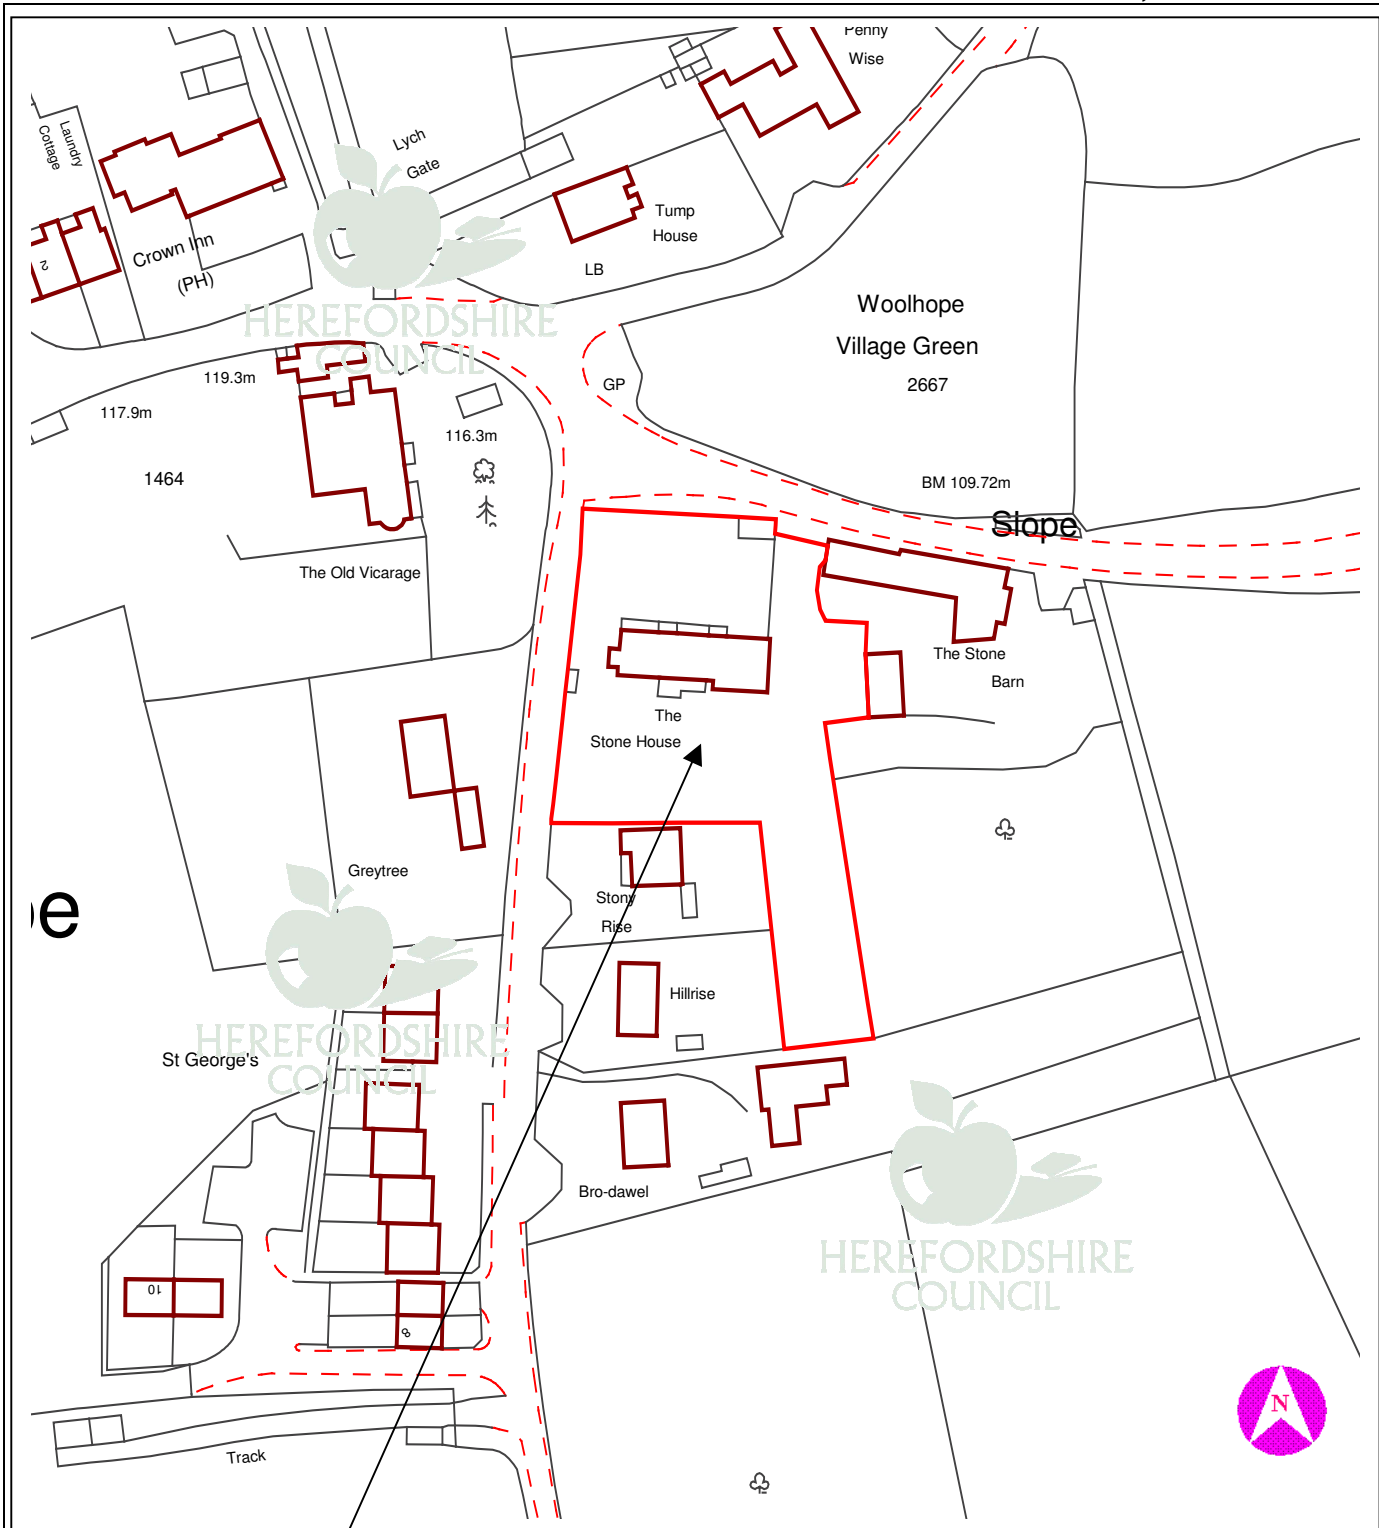 Penny
Wise
Laundry
Cottage
Lych
Gate
Tump
House
LB
2
Crown Inn
(PH)
HEREFORDSHIRE
COUNCIL
Woolhope
Village Green
2667
119.3m
GP
117.9m
116.3m
1464
BM 109.72m
Slope
The Old Vicarage
The Stone
Barn
The
Stone House
Greytree
Stony
Rise
Hillrise
HEREFORDSHIRE
COUNCIL
St George's
Bro-dawel
HEREFORDSHIRE
COUNCIL
10
8
N
Track